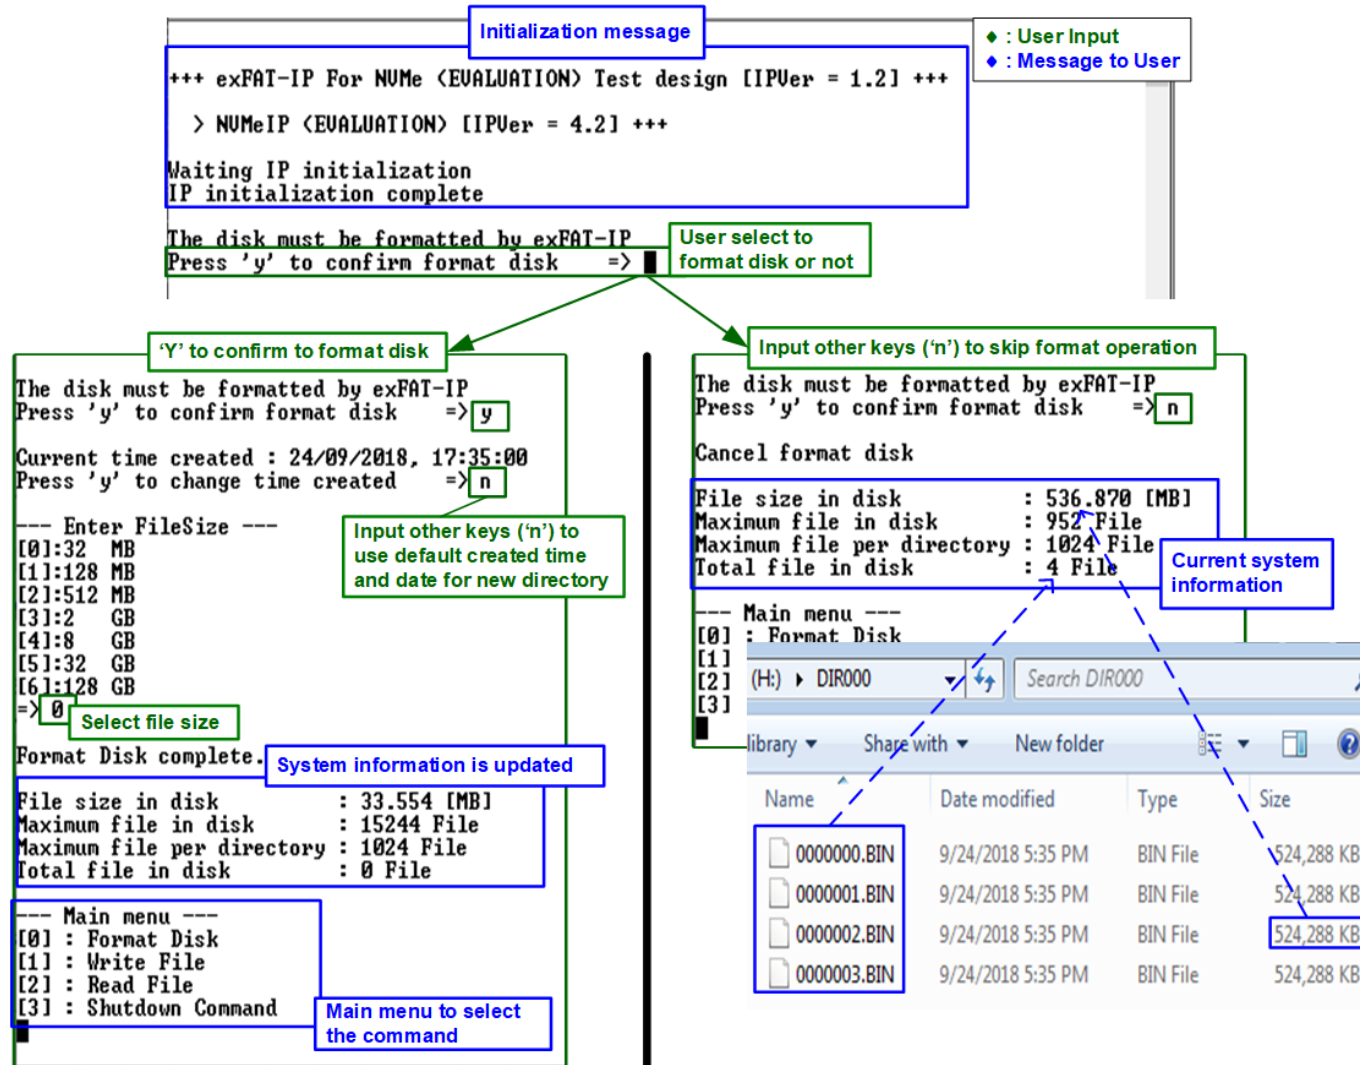 Initialization message
♦ : User Input
♦ : Message to User
+++ exFAT-IP For NVMe (EVALUATION) Test design [IPVer = 1.2] +++
> NVMeIP (EVALUATION) [IPVer = 4.2] +++
Waiting IP initialization
IP initialization complete
The disk must be formatted by exFAT-IP
Press 'y' to confirm format disk => 
User select to
format disk or not
‘Y’ to confirm to format disk
The disk must be formatted by exFAT-IP
Press 'y' to confirm format disk => y
Current time created : 24/09/2018, 17:35:00
Press 'y' to change time created => n
Input other keys (‘n’) to
use default created time
and date for new directory
--- Enter FileSize ---
[0]:32 MB
[1]:128 MB
[2]:512 MB
[3]:2 GB
[4]:8 GB
[5]:32 GB
[6]:128 GB
=> 0
Select file size
Format Disk complete.
System information is updated
File size in disk : 33.554 [MB]
Maximum file in disk : 15244 File
Maximum file per directory : 1024 File
Total file in disk : 0 File
--- Main menu ---
[0] : Format Disk
[1] : Write File
[2] : Read File
[3] : Shutdown Command
Main menu to select
the command
Input other keys (‘n’) to skip format operation
The disk must be formatted by exFAT-IP
Press 'y' to confirm format disk => n
Cancel format disk
File size in disk : 536.870 [MB]
Maximum file in disk : 952 File
Maximum file per directory : 1024 File
Total file in disk : 4 File
Current system
information
--- Main menu ---
[0] : Format Disk
[1]
[2]
[3]
(H:) DIR000
Search DIR000
library Share with New folder
Name Date modified Type Size
0000000.BIN 9/24/2018 5:35 PM BIN File 524,288 KB
0000001.BIN 9/24/2018 5:35 PM BIN File 524,288 KB
0000002.BIN 9/24/2018 5:35 PM BIN File 524,288 KB
0000003.BIN 9/24/2018 5:35 PM BIN File 524,288 KB